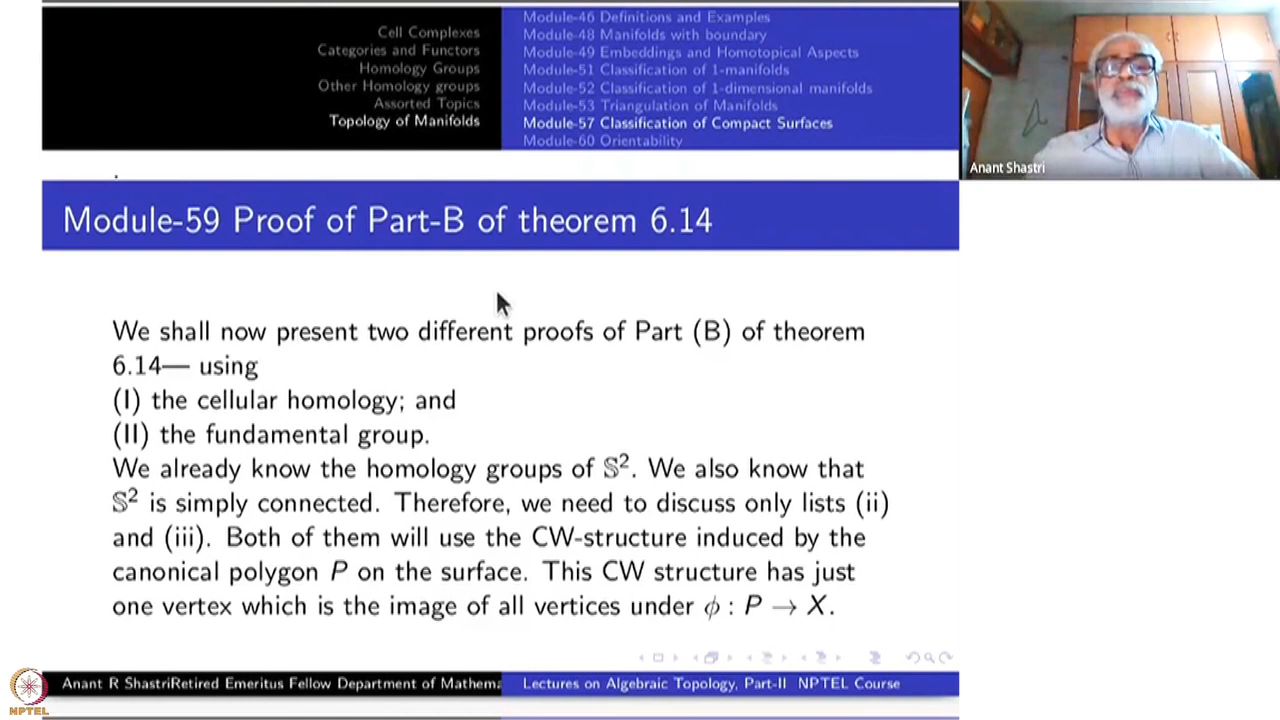 Cell Complexes
Categories and Functors
Homology Groups
Other Homology groups
Assorted Topics
Topology of Manifolds
Module-46 Definitions and Examples
Module-48 Manifolds with boundary
Module-49 Embeddings and Homotopical Aspects
Module-51 Classification of 1-manifolds
Module-52 Classification of 1-dimensional manifolds
Module-53 Triangulation of Manifolds
Module-57 Classification of Compact Surfaces
Module-60 Orientability
Anant Shastri
Module-59 Proof of Part-B of theorem 6.14
We shall now present two different proofs of Part (B) of theorem
6.14— using
(I) the cellular homology; and
(II) the fundamental group.
We already know the homology groups of 𝕊². We also know that
𝕊² is simply connected. Therefore, we need to discuss only lists (ii)
and (iii). Both of them will use the CW-structure induced by the
canonical polygon P on the surface. This CW structure has just
one vertex which is the image of all vertices under ϕ : P → X.
Anant R ShastriRetired Emeritus Fellow Department of Mathema
Lectures on Algebraic Topology, Part-II NPTEL Course
NPTEL